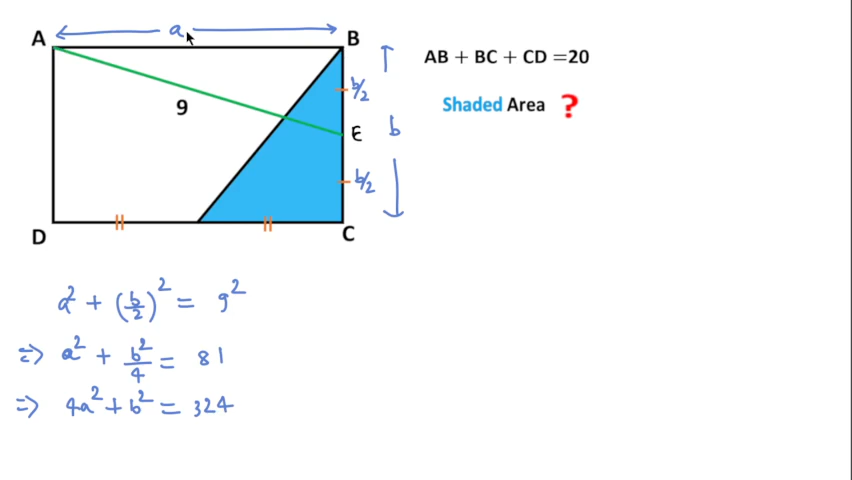 a
A
B
AB + BC + CD =20
b/2
Shaded Area ?
9
E
b
b/2
D
C
a² + (b/2)² = 9²
⇒ a² + b²/4 = 81
⇒ 4a² + b² = 324